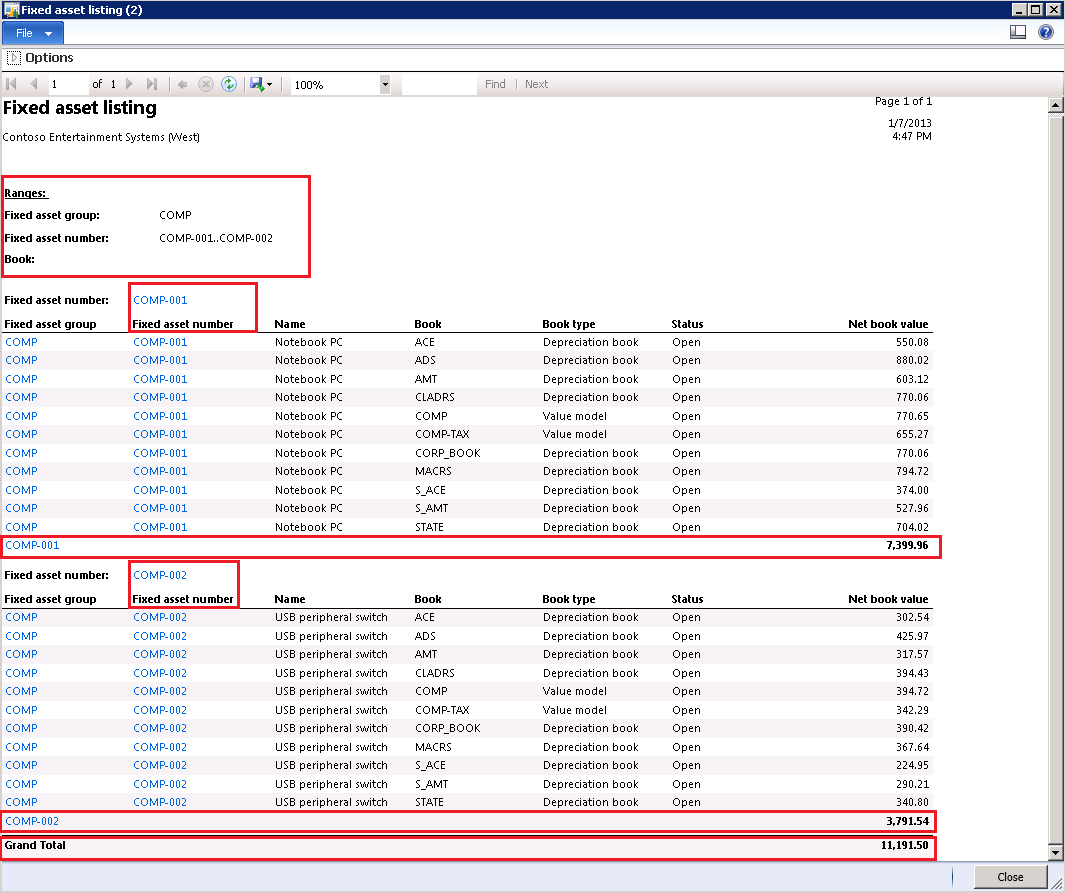 Fixed asset listing (2)
File
Options
1 of 1 100% Find Next
Fixed asset listing
Page 1 of 1
Contoso Entertainment Systems (West)
1/7/2013
4:47 PM
Ranges:
Fixed asset group: COMP
Fixed asset number: COMP-001..COMP-002
Book:
Fixed asset number: COMP-001
Fixed asset group Fixed asset number Name Book Book type Status Net book value
COMP COMP-001 Notebook PC ACE Depreciation book Open 550.08
COMP COMP-001 Notebook PC ADS Depreciation book Open 880.02
COMP COMP-001 Notebook PC AMT Depreciation book Open 603.12
COMP COMP-001 Notebook PC CLADRS Depreciation book Open 770.06
COMP COMP-001 Notebook PC COMP Value model Open 770.65
COMP COMP-001 Notebook PC COMP-TAX Value model Open 655.27
COMP COMP-001 Notebook PC CORP_BOOK Depreciation book Open 770.06
COMP COMP-001 Notebook PC MACRS Depreciation book Open 794.72
COMP COMP-001 Notebook PC S_ACE Depreciation book Open 374.00
COMP COMP-001 Notebook PC S_AMT Depreciation book Open 527.96
COMP COMP-001 Notebook PC STATE Depreciation book Open 704.02
COMP-001 7,399.96
Fixed asset number: COMP-002
Fixed asset group Fixed asset number Name Book Book type Status Net book value
COMP COMP-002 USB peripheral switch ACE Depreciation book Open 302.54
COMP COMP-002 USB peripheral switch ADS Depreciation book Open 425.97
COMP COMP-002 USB peripheral switch AMT Depreciation book Open 317.57
COMP COMP-002 USB peripheral switch CLADRS Depreciation book Open 394.43
COMP COMP-002 USB peripheral switch COMP Value model Open 394.72
COMP COMP-002 USB peripheral switch COMP-TAX Value model Open 342.29
COMP COMP-002 USB peripheral switch CORP_BOOK Depreciation book Open 390.42
COMP COMP-002 USB peripheral switch MACRS Depreciation book Open 367.64
COMP COMP-002 USB peripheral switch S_ACE Depreciation book Open 224.95
COMP COMP-002 USB peripheral switch S_AMT Depreciation book Open 290.21
COMP COMP-002 USB peripheral switch STATE Depreciation book Open 340.80
COMP-002 3,791.54
Grand Total 11,191.50
Close